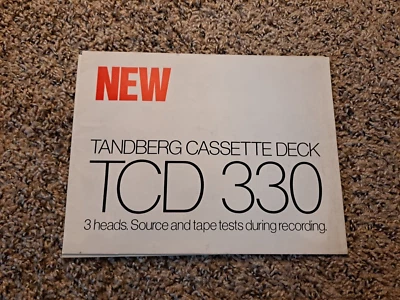 NEW
TANDBERG CASSETTE DECK
TCD 330
3 heads. Source and tape tests during recording.